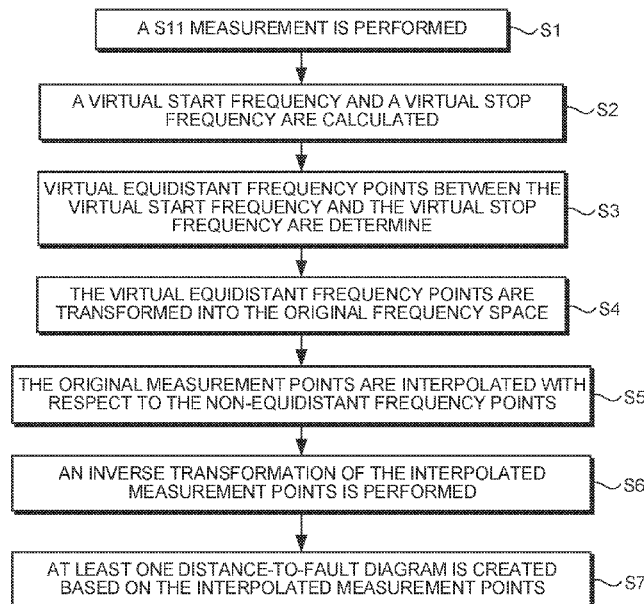 A S11 MEASUREMENT IS PERFORMED
S1
A VIRTUAL START FREQUENCY AND A VIRTUAL STOP
FREQUENCY ARE CALCULATED
S2
VIRTUAL EQUIDISTANT FREQUENCY POINTS BETWEEN THE
VIRTUAL START FREQUENCY AND THE VIRTUAL STOP
FREQUENCY ARE DETERMINE
S3
THE VIRTUAL EQUIDISTANT FREQUENCY POINTS ARE
TRANSFORMED INTO THE ORIGINAL FREQUENCY SPACE
S4
THE ORIGINAL MEASUREMENT POINTS ARE INTERPOLATED WITH
RESPECT TO THE NON-EQUIDISTANT FREQUENCY POINTS
S5
AN INVERSE TRANSFORMATION OF THE INTERPOLATED
MEASUREMENT POINTS IS PERFORMED
S6
AT LEAST ONE DISTANCE-TO-FAULT DIAGRAM IS CREATED
BASED ON THE INTERPOLATED MEASUREMENT POINTS
S7